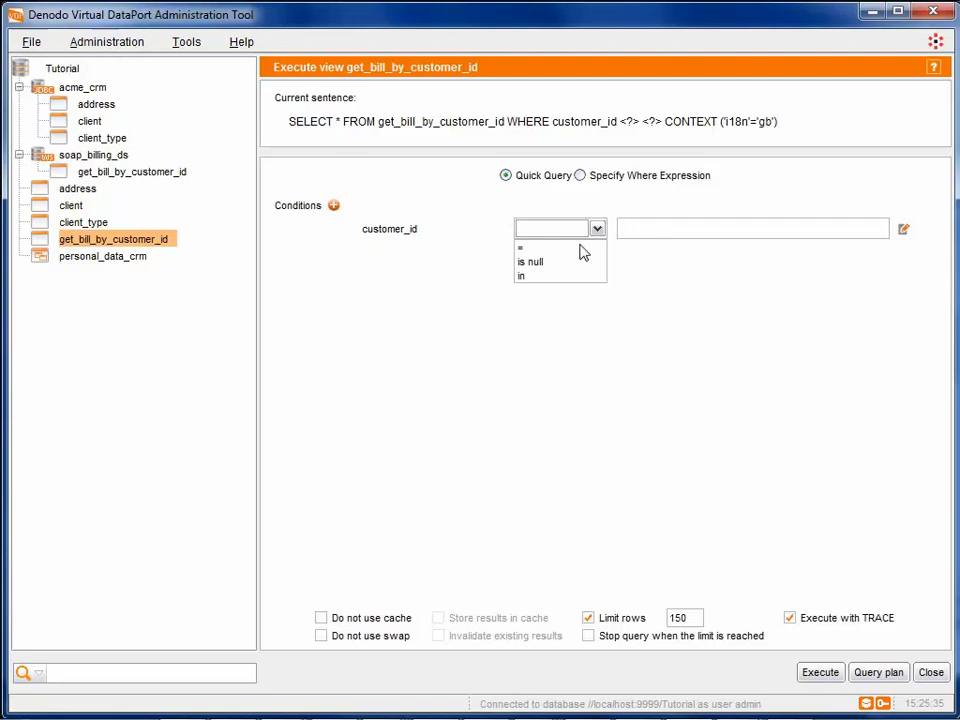 Denodo Virtual DataPort Administration Tool
File Administration Tools Help
Tutorial
acme_crm
address
client
client_type
soap_billing_ds
get_bill_by_customer_id
address
client
client_type
get_bill_by_customer_id
personal_data_crm
Execute view get_bill_by_customer_id
?
Current sentence:
SELECT * FROM get_bill_by_customer_id WHERE customer_id <?> <?> CONTEXT ('i18n'='gb')
Quick Query Specify Where Expression
Conditions
customer_id
=
is null
in
Do not use cache Store results in cache Limit rows 150 Execute with TRACE
Do not use swap Invalidate existing results Stop query when the limit is reached
Execute Query plan Close
Connected to database //localhost:9999/Tutorial as user admin 15:25:35